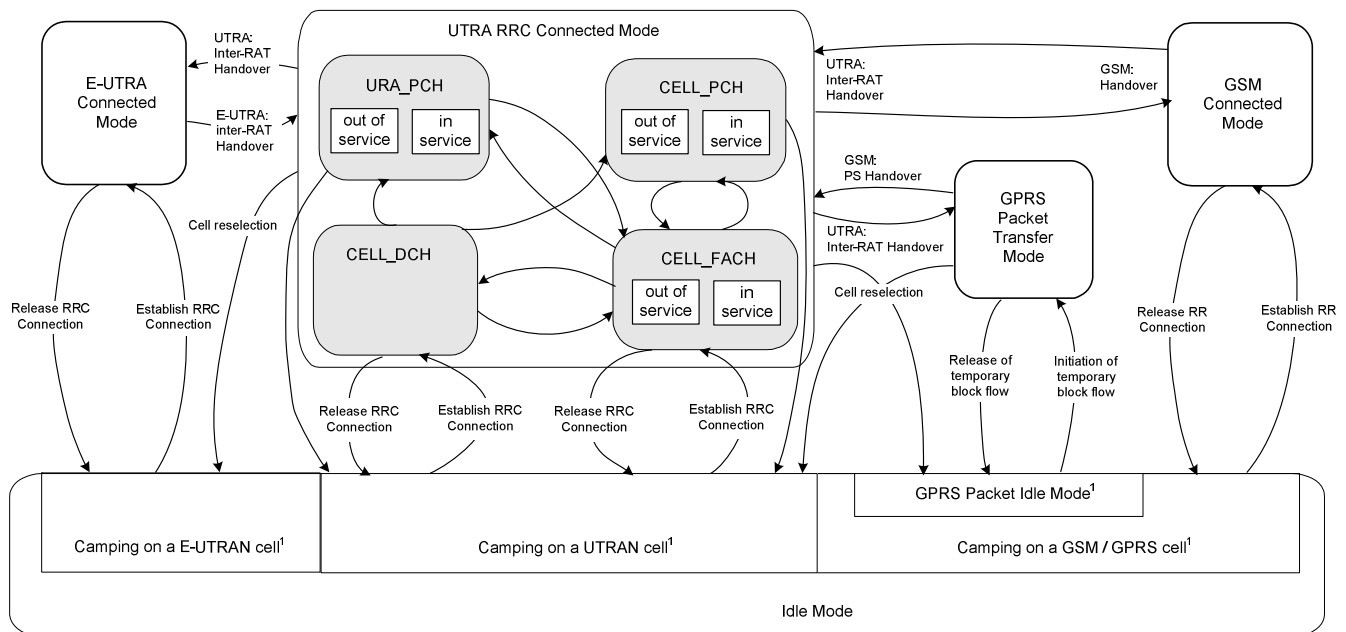 UTRA RRC Connected Mode
E-UTRA
Connected
Mode
UTRA:
Inter-RAT
Handover
E-UTRA:
inter-RAT
Handover
URA_PCH
out of
service
in
service
CELL_PCH
out of
service
in
service
UTRA:
Inter-RAT
Handover
GSM:
Handover
GSM
Connected
Mode
GSM:
PS Handover
GPRS
Packet
Transfer
Mode
UTRA:
Inter-RAT Handover
Cell reselection
CELL_DCH
CELL_FACH
out of
service
in
service
Cell reselection
Release RRC
Connection
Establish RRC
Connection
Release RR
Connection
Establish RR
Connection
Release of
temporary
block flow
Initiation of
temporary
block flow
Release RRC
Connection
Establish RRC
Connection
Release RRC
Connection
Establish RRC
Connection
GPRS Packet Idle Mode¹
Camping on a E-UTRAN cell¹
Camping on a UTRAN cell¹
Camping on a GSM / GPRS cell¹
Idle Mode